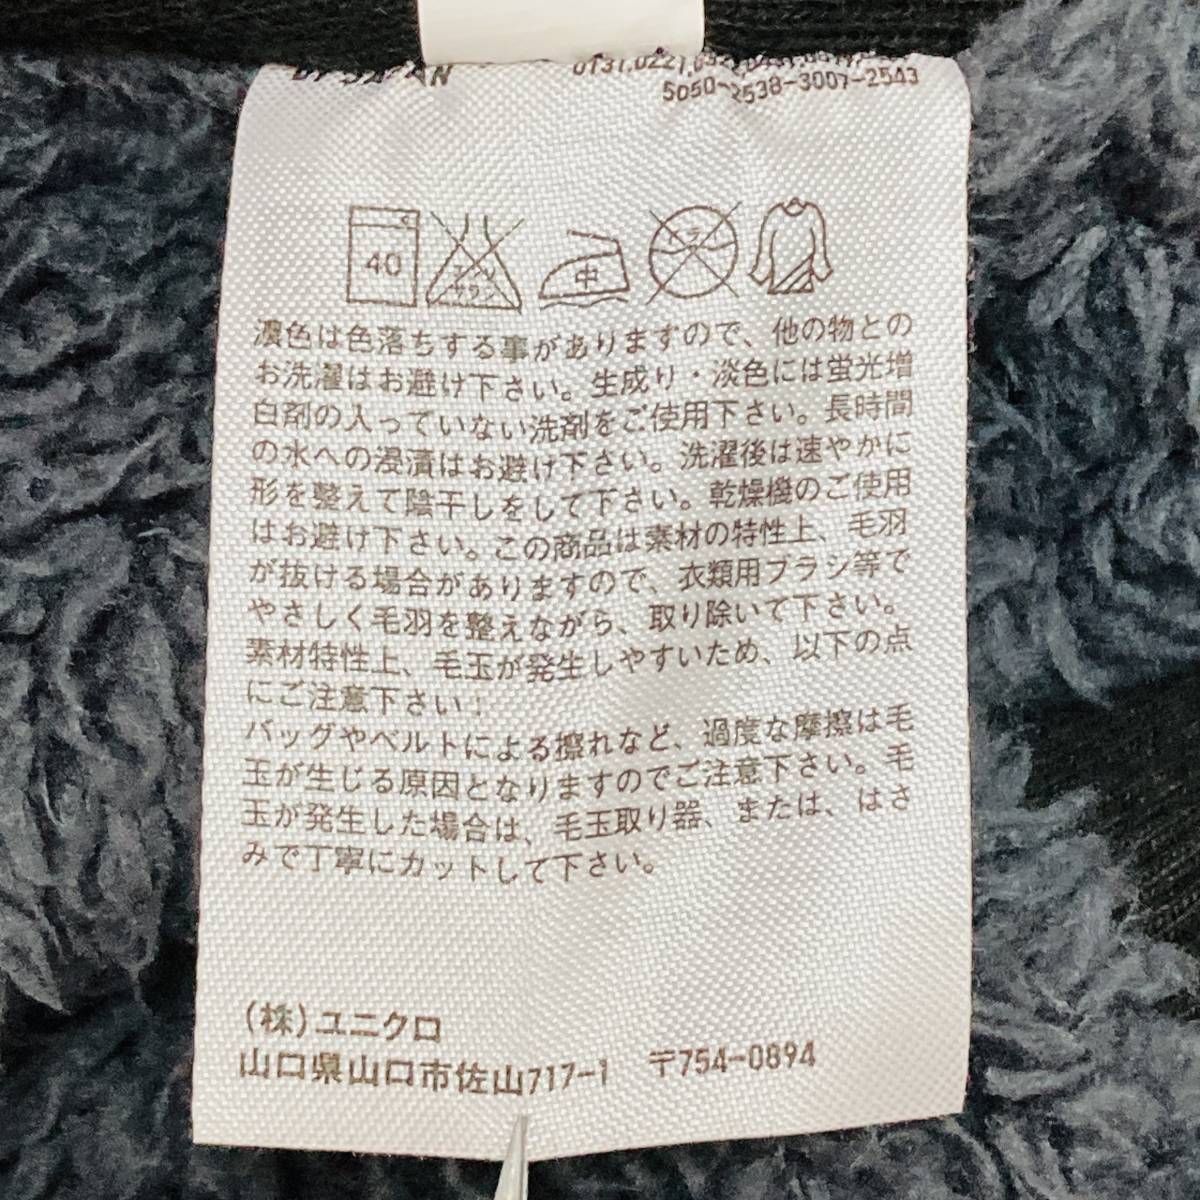 5050-2538-3007-2543
40
エンソ
サラシ
中
ドライ
濃色は色落ちする事がありますので、他の物との
お洗濯はお避け下さい。生成り・淡色には蛍光増
白剤の入っていない洗剤をご使用下さい。長時間
の水への浸漬はお避け下さい。洗濯後は速やかに
形を整えて陰干しをして下さい。乾燥機のご使用
はお避け下さい。この商品は素材の特性上、毛羽
が抜ける場合がありますので、衣類用ブラシ等で
やさしく毛羽を整えながら、取り除いて下さい。
素材特性上、毛玉が発生しやすいため、以下の点
にご注意下さい！
バッグやベルトによる擦れなど、過度な摩擦は毛
玉が生じる原因となりますのでご注意下さい。毛
玉が発生した場合は、毛玉取り器、または、はさ
みで丁寧にカットして下さい。
(株)ユニクロ
山口県山口市佐山717-1 〒754-0894